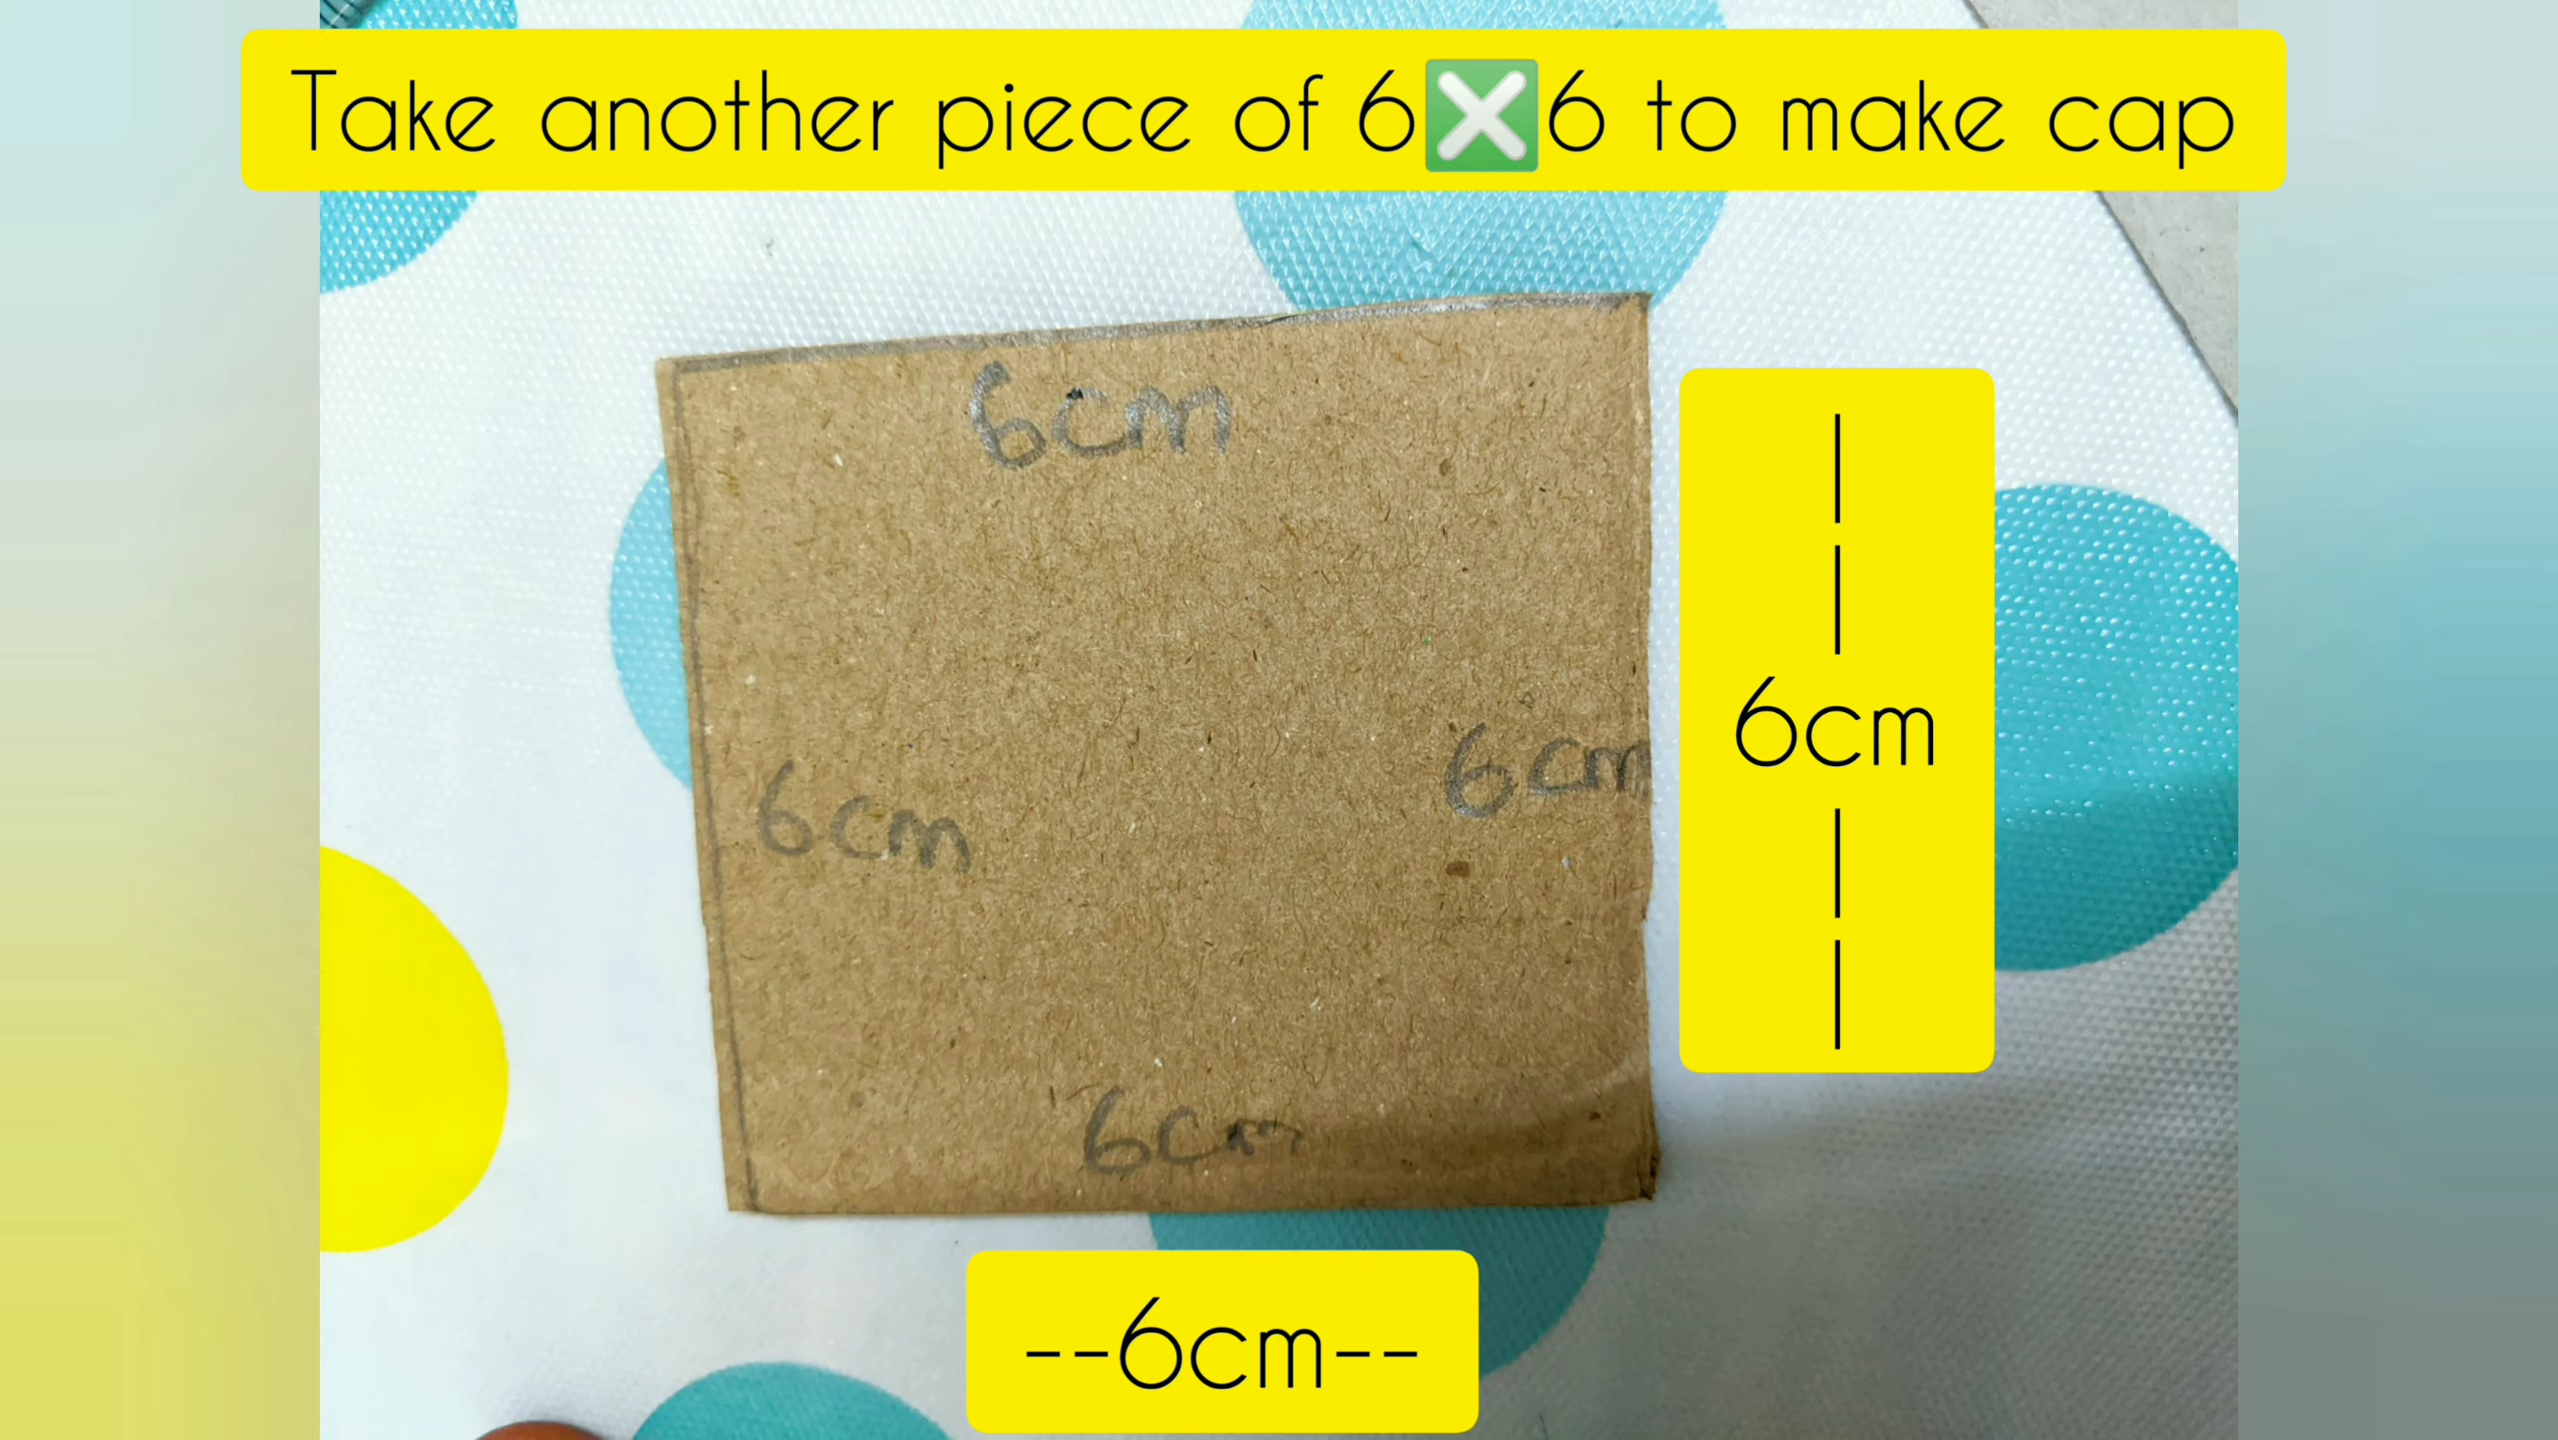 Take another piece of 6❎6 to make cap
6cm
6cm
6cm
6cm
6cm
--6cm--